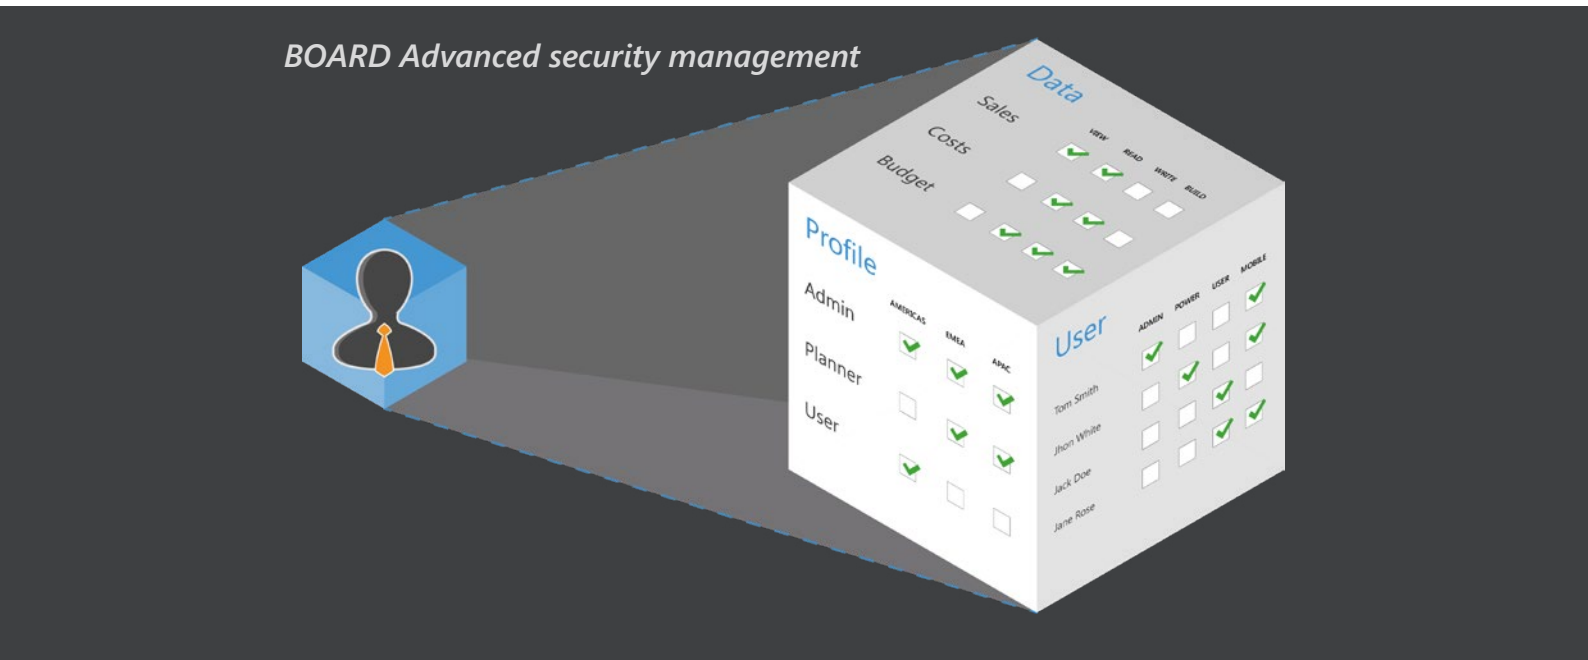 BOARD Advanced security management
Data
VIEW READ WRITE BUILD
Sales
Costs
Budget
Profile
AMERICAS EMEA APAC
Admin
Planner
User
User
ADMIN POWER USER MOBILE
Tom Smith
Jhon White
Jack Doe
Jane Rose